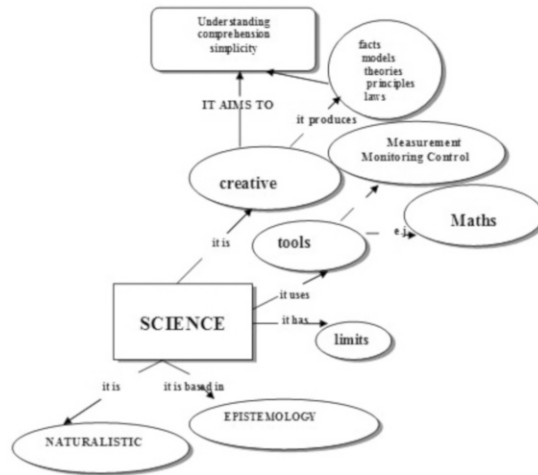 Understanding
comprehension
simplicity
facts
models
theories
principles
laws
IT AIMS TO
it produces
Measurement
Monitoring Control
creative
Maths
it is
tools
e.j.
it uses
SCIENCE
it has
limits
it is
it is based in
EPISTEMOLOGY
NATURALISTIC